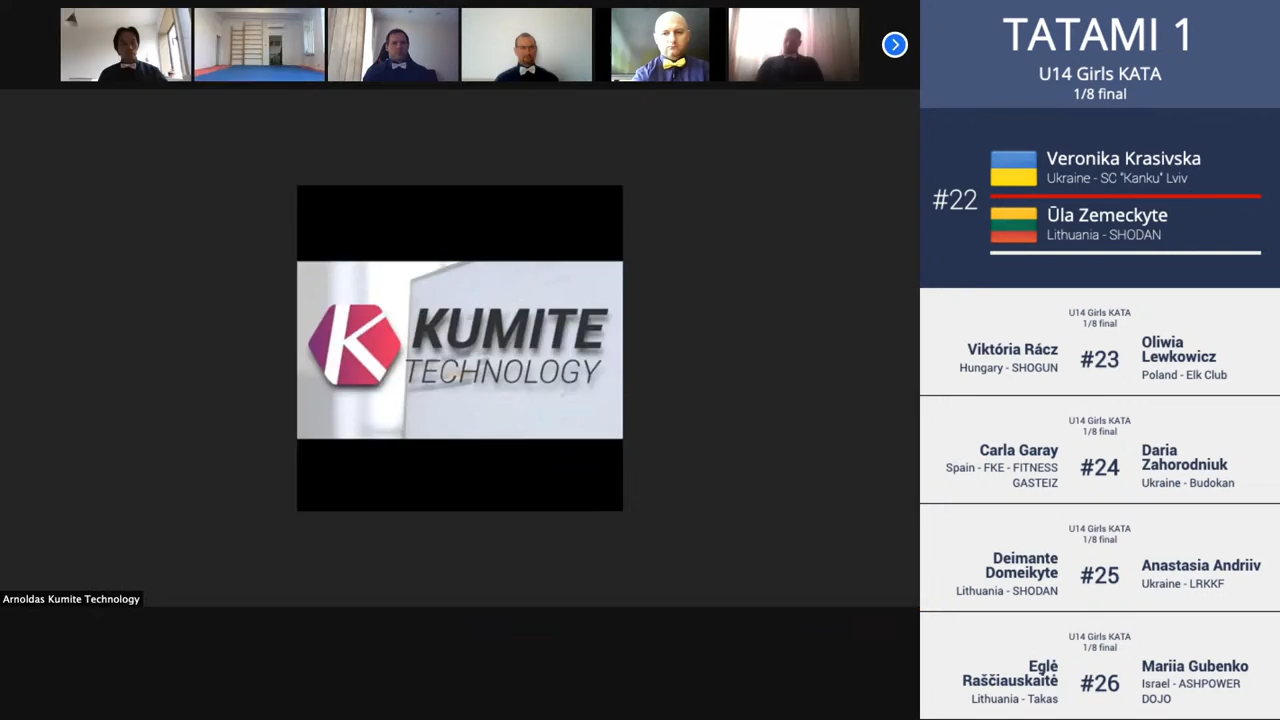 TATAMI 1
U14 Girls KATA
1/8 final
#22
Veronika Krasivska
Ukraine - SC "Kanku" Lviv
Ūla Zemeckyte
Lithuania - SHODAN
KUMITE
TECHNOLOGY
Arnoldas Kumite Technology
U14 Girls KATA
1/8 final
Viktória Rácz
Hungary - SHOGUN
#23
Oliwia
Lewkowicz
Poland - Elk Club
U14 Girls KATA
1/8 final
Carla Garay
Spain - FKE - FITNESS
GASTEIZ
#24
Daria
Zahorodniuk
Ukraine - Budokan
U14 Girls KATA
1/8 final
Deimante
Domeikyte
Lithuania - SHODAN
#25
Anastasia Andriiv
Ukraine - LRKKF
U14 Girls KATA
1/8 final
Eglė
Raščiauskaitė
Lithuania - Takas
#26
Mariia Gubenko
Israel - ASHPOWER
DOJO